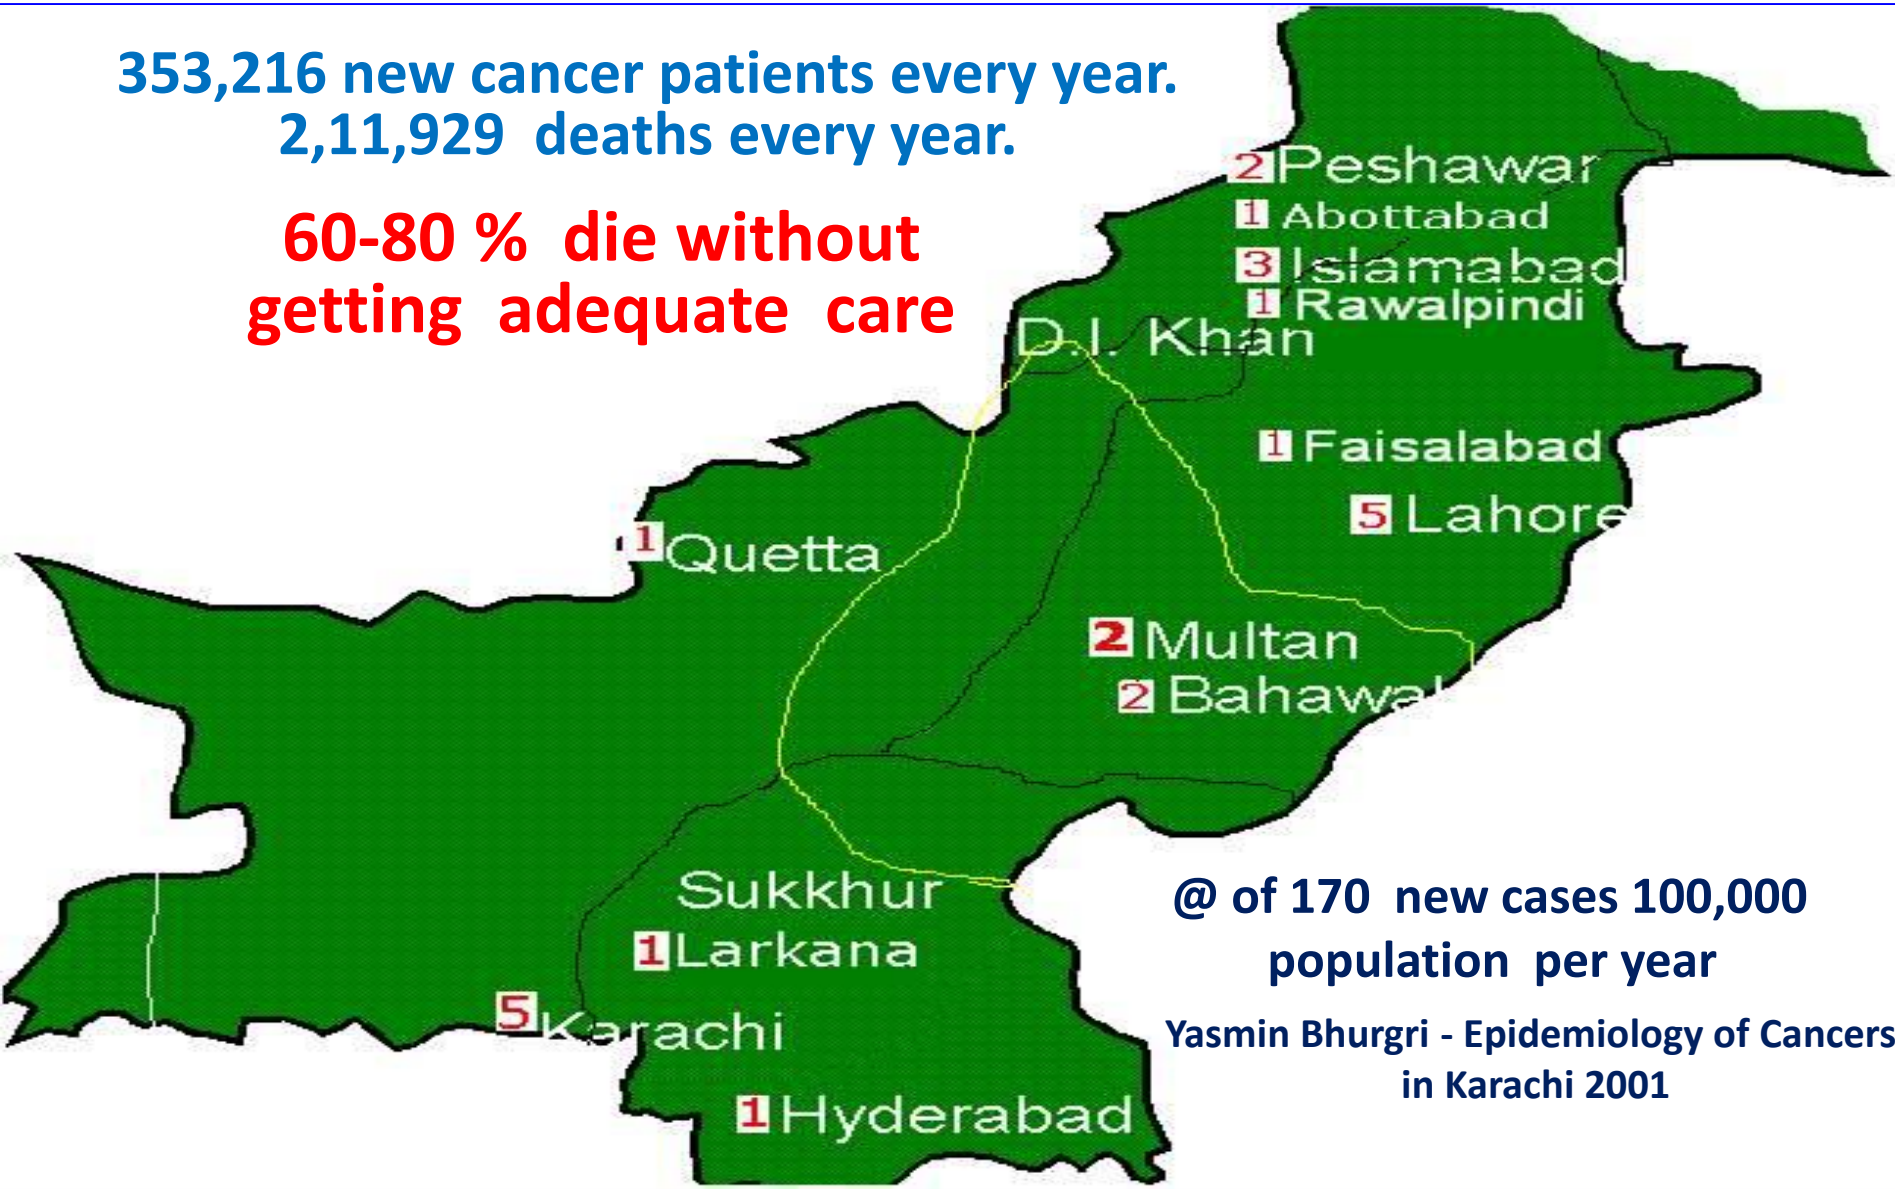 353,216 new cancer patients every year.
2,11,929 deaths every year.
60-80 % die without
getting adequate care
2 Peshawar
1 Abottabad
3 Islamabad
1 Rawalpindi
D.I. Khan
1 Faisalabad
5 Lahore
1 Quetta
2 Multan
2 Bahawal
Sukkhur
1 Larkana
5 Karachi
1 Hyderabad
@ of 170 new cases 100,000
population per year
Yasmin Bhurgri - Epidemiology of Cancers
in Karachi 2001